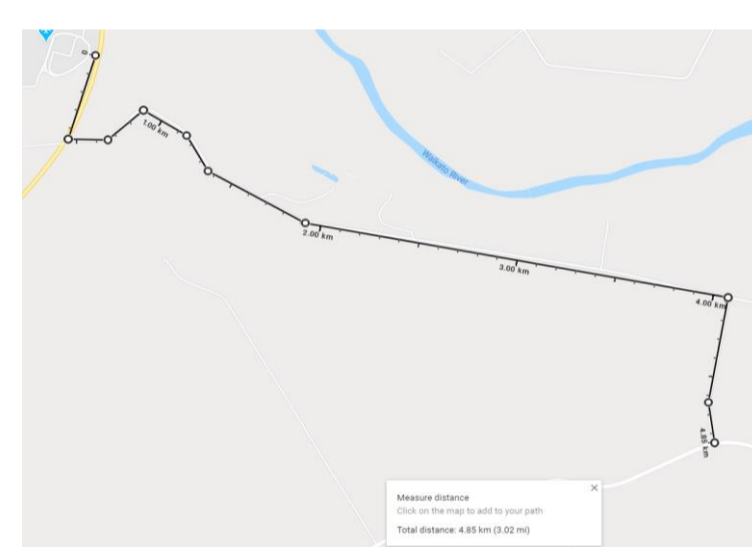 0
1.00 km
Waikato River
2.00 km
3.00 km
4.00 km
4.85 km
×
Measure distance
Click on the map to add to your path
Total distance: 4.85 km (3.02 mi)